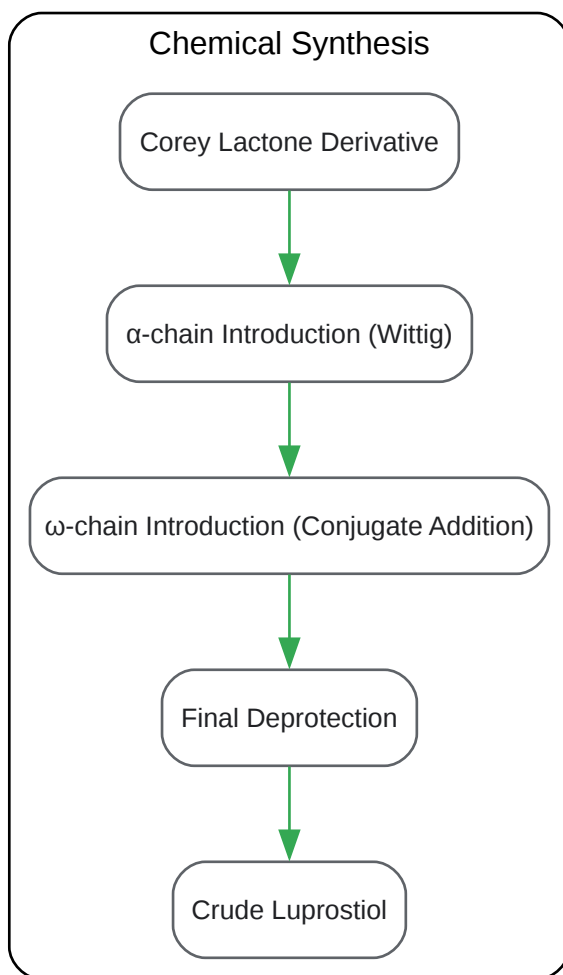 Chemical Synthesis
Corey Lactone Derivative
α-chain Introduction (Wittig)
ω-chain Introduction (Conjugate Addition)
Final Deprotection
Crude Luprostiol